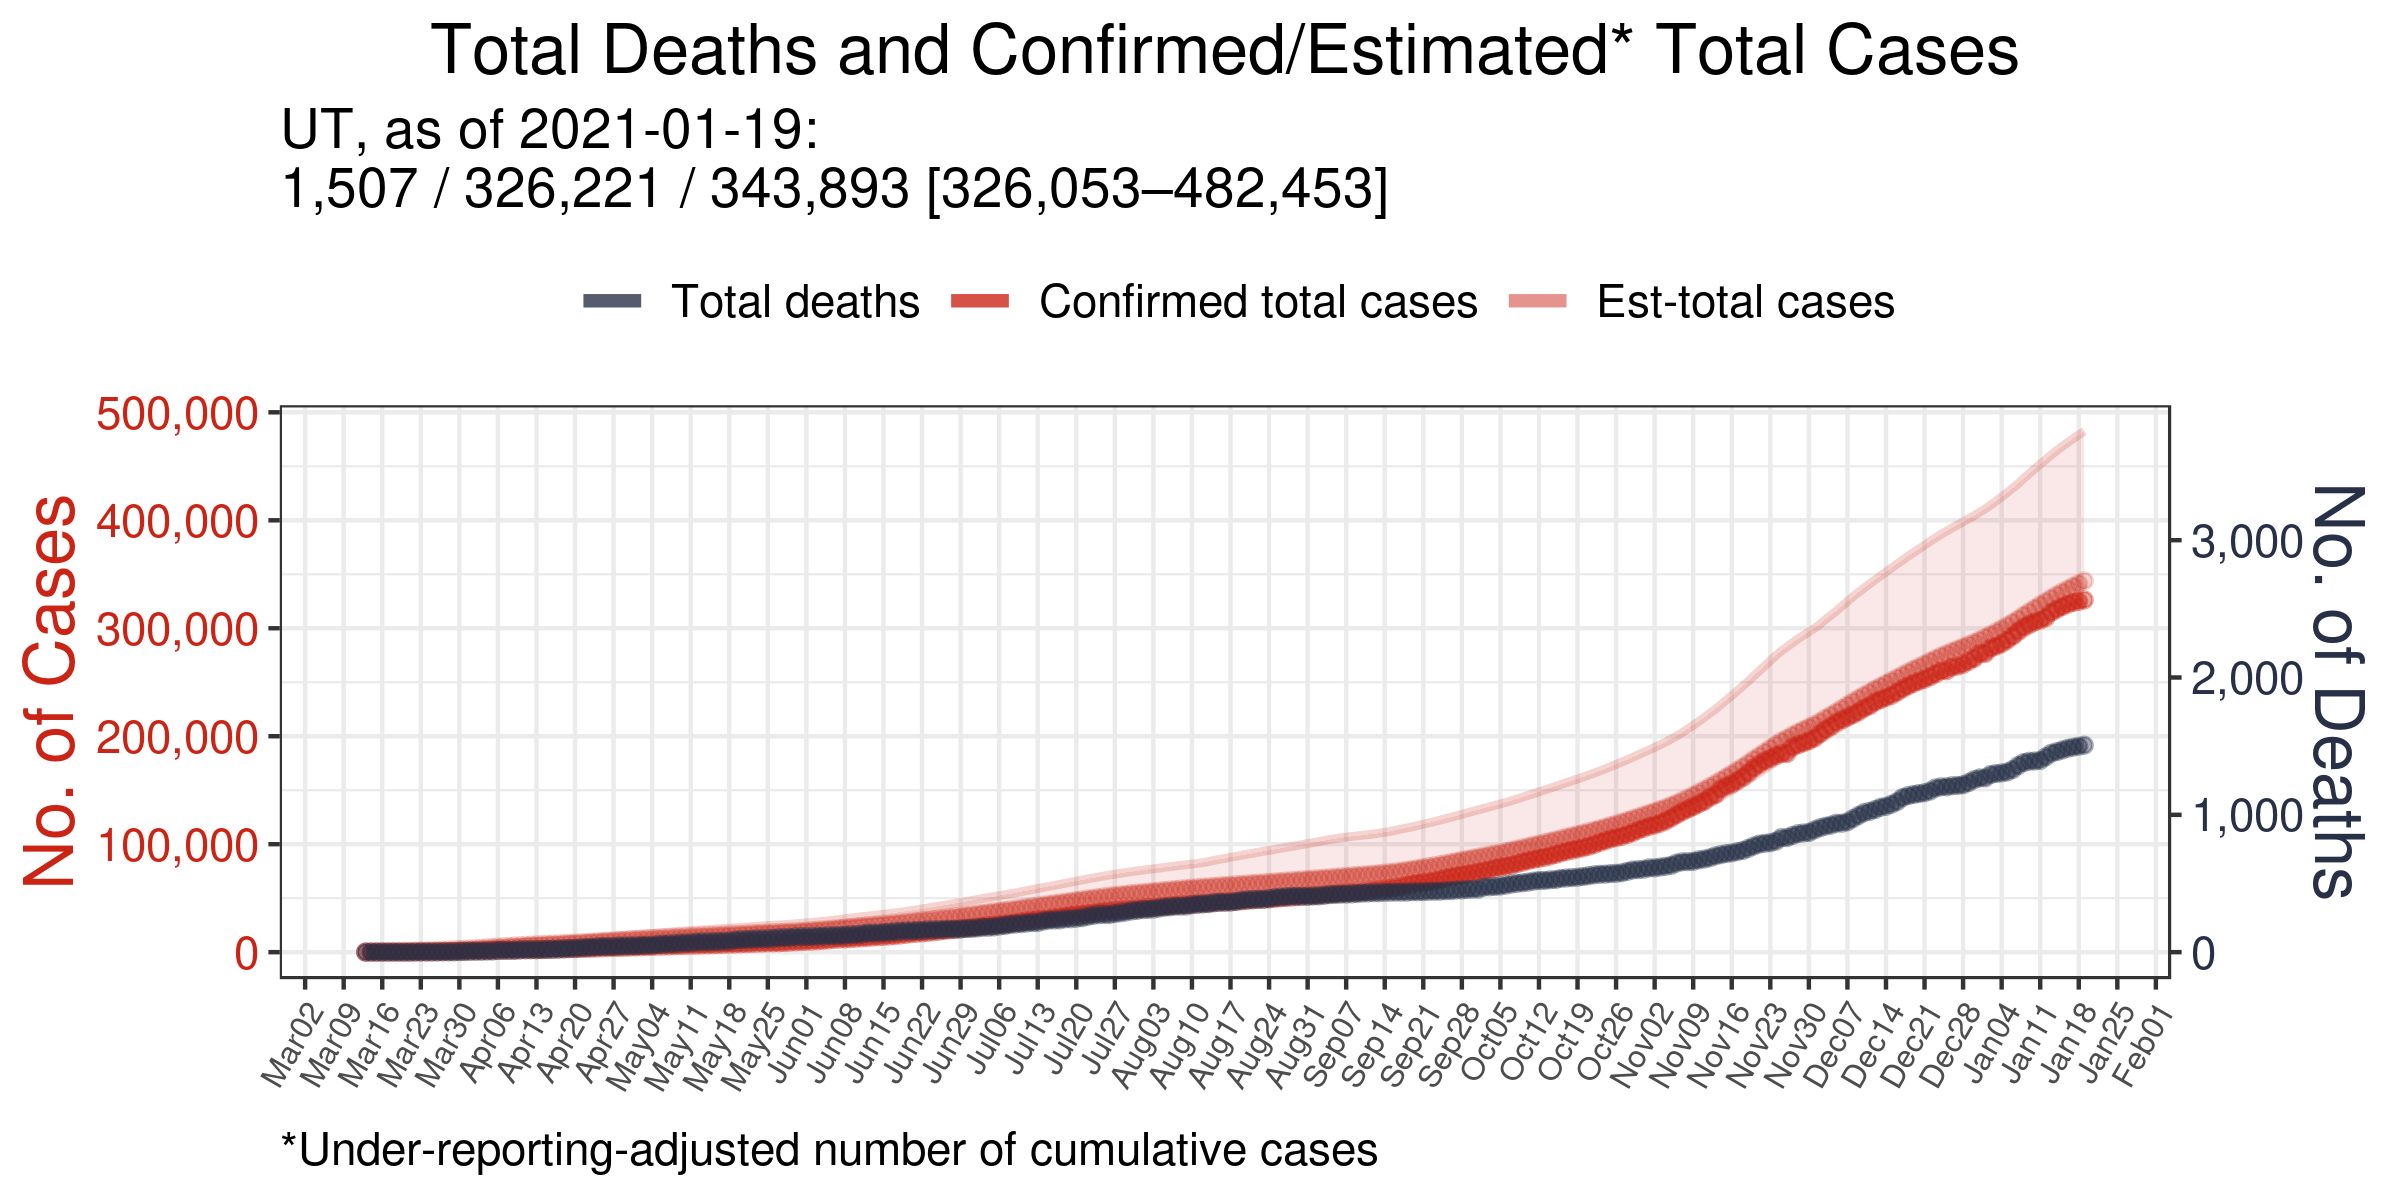 Total Deaths and Confirmed/Estimated* Total Cases
UT, as of 2021-01-19:
1,507 / 326,221 / 343,893 [326,053–482,453]
Total deaths
Confirmed total cases
Est-total cases
No. of Cases
500,000
400,000
300,000
200,000
100,000
0
3,000
2,000
1,000
0
No. of Deaths
Mar02
Mar09
Mar16
Mar23
Mar30
Apr06
Apr13
Apr20
Apr27
May04
May11
May18
May25
Jun01
Jun08
Jun15
Jun22
Jun29
Jul06
Jul13
Jul20
Jul27
Aug03
Aug10
Aug17
Aug24
Aug31
Sep07
Sep14
Sep21
Sep28
Oct05
Oct12
Oct19
Oct26
Nov02
Nov09
Nov16
Nov23
Nov30
Dec07
Dec14
Dec21
Dec28
Jan04
Jan11
Jan18
Jan25
Feb01
*Under-reporting-adjusted number of cumulative cases